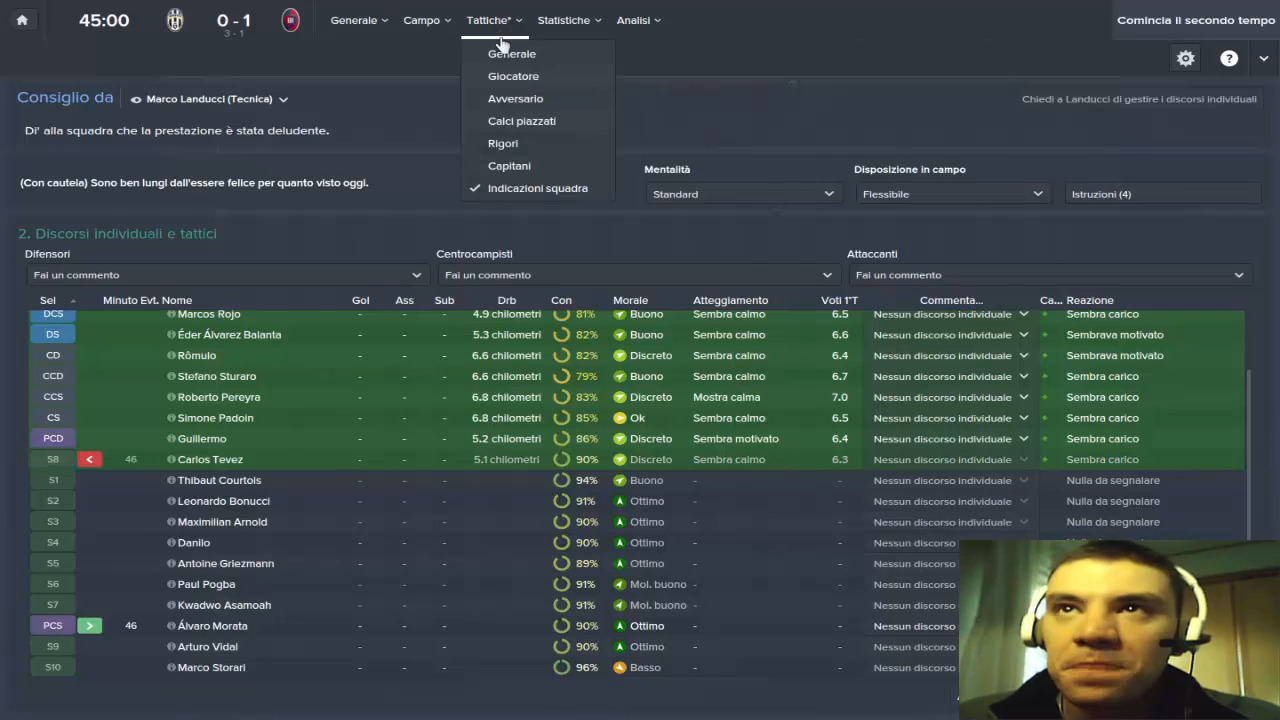 45:00 0 - 1 Generale Campo Tattiche* Statistiche Analisi Comincia il secondo tempo
3 - 1
Generale
Giocatore
Avversario
Calci piazzati
Rigori
Capitani
Indicazioni squadra
Consiglio da Marco Landucci (Tecnica) Chiedi a Landucci di gestire i discorsi individuali
Di' alla squadra che la prestazione è stata deludente.
Mentalità Disposizione in campo
(Con cautela) Sono ben lungi dall'essere felice per quanto visto oggi.
Standard Flessibile Istruzioni (4)
2. Discorsi individuali e tattici
Difensori Centrocampisti Attaccanti
Fai un commento Fai un commento Fai un commento
Sel Minuto Evt. Nome Gol Ass Sub Drb Con Morale Atteggiamento Voti 1°T Commenta... Ca... Reazione
DCS Marcos Rojo - - - 4.9 chilometri 81% Buono Sembra calmo 6.5 Nessun discorso individuale Sembra carico
DS Éder Álvarez Balanta - - - 5.3 chilometri 82% Buono Sembra calmo 6.6 Nessun discorso individuale Sembrava motivato
CD Rômulo - - - 6.6 chilometri 82% Discreto Sembra calmo 6.4 Nessun discorso individuale Sembrava motivato
CCD Stefano Sturaro - - - 6.6 chilometri 79% Buono Sembra calmo 6.7 Nessun discorso individuale Sembra carico
CCS Roberto Pereyra - - - 6.8 chilometri 83% Discreto Mostra calma 7.0 Nessun discorso individuale Sembra carico
CS Simone Padoin - - - 6.8 chilometri 85% Ok Sembra calmo 6.5 Nessun discorso individuale Sembra carico
PCD Guillermo - - - 5.2 chilometri 86% Discreto Sembra motivato 6.4 Nessun discorso individuale Sembra carico
S8 46 Carlos Tevez - - - 5.1 chilometri 90% Discreto Sembra calmo 6.3 Nessun discorso individuale Sembra carico
S1 Thibaut Courtois - - - 94% Buono - - Nessun discorso individuale Nulla da segnalare
S2 Leonardo Bonucci - - - 91% Ottimo - - Nessun discorso individuale Nulla da segnalare
S3 Maximilian Arnold - - - 90% Ottimo - - Nessun discorso individuale Nulla da segnalare
S4 Danilo - - - 90% Ottimo - - Nessun discorso
S5 Antoine Griezmann - - - 89% Ottimo - - Nessun discorso
S6 Paul Pogba - - - 91% Mol. buono - - Nessun discorso
S7 Kwadwo Asamoah - - - 91% Mol. buono - - Nessun discorso
PCS 46 Álvaro Morata - - - 90% Ottimo - - Nessun discorso
S9 Arturo Vidal - - - 90% Ottimo - - Nessun discorso
S10 Marco Storari - - - 96% Basso - - Nessun discorso